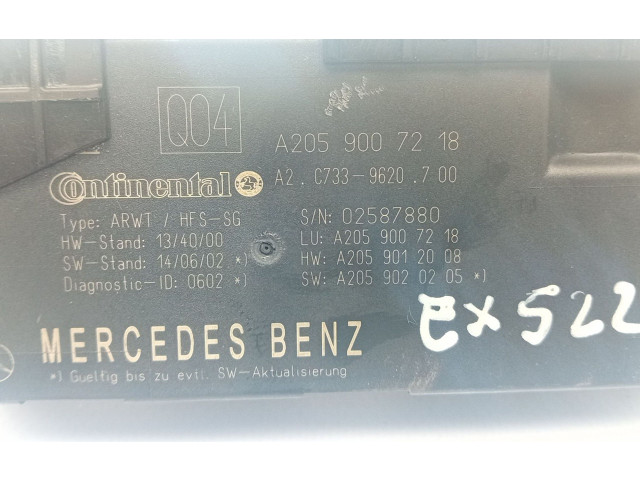 Q04
A205 900 72 18
Continental
A2.C733-9620.700
Type: ARWT / HFS-SG
S/N: 02587880
HW-Stand: 13/40/00
LU: A205 900 72 18
SW-Stand: 14/06/02 *)
HW: A205 901 20 08
Diagnostic-ID: 0602 *)
SW: A205 902 02 05 *)
EX522
MERCEDES BENZ
*) Gueltig bis zu evtl. SW-Aktualisierung